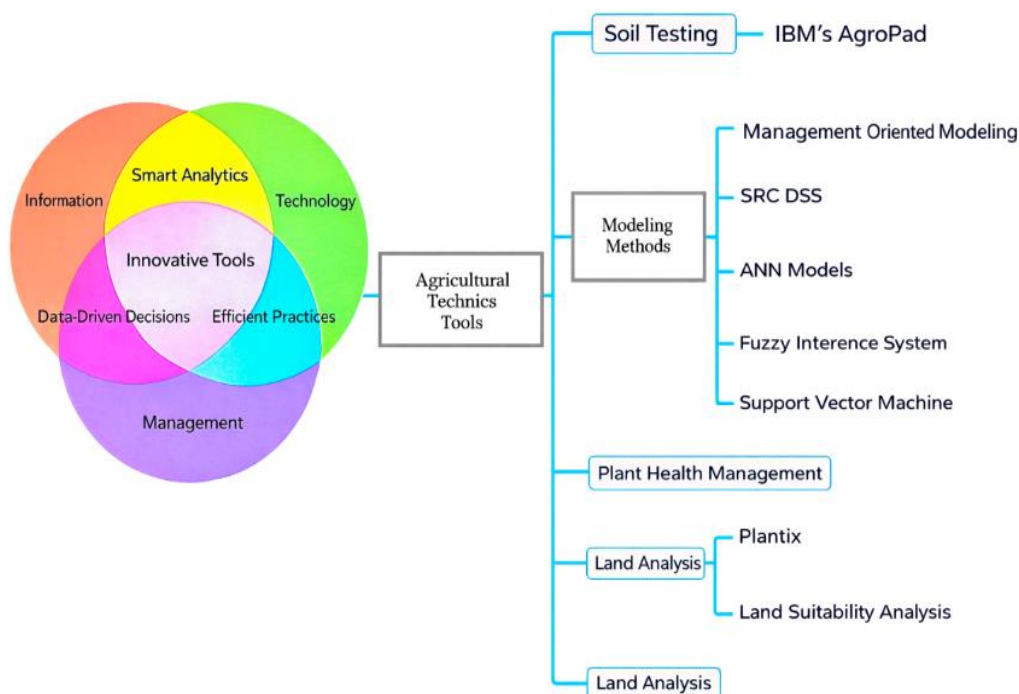 Smart Analytics
Information
Technology
Innovative Tools
Data-Driven Decisions
Efficient Practices
Management
Agricultural
Technics
Tools
Soil Testing
IBM's AgroPad
Modeling
Methods
Management Oriented Modeling
SRC DSS
ANN Models
Fuzzy Interence System
Support Vector Machine
Plant Health Management
Land Analysis
Plantix
Land Suitability Analysis
Land Analysis